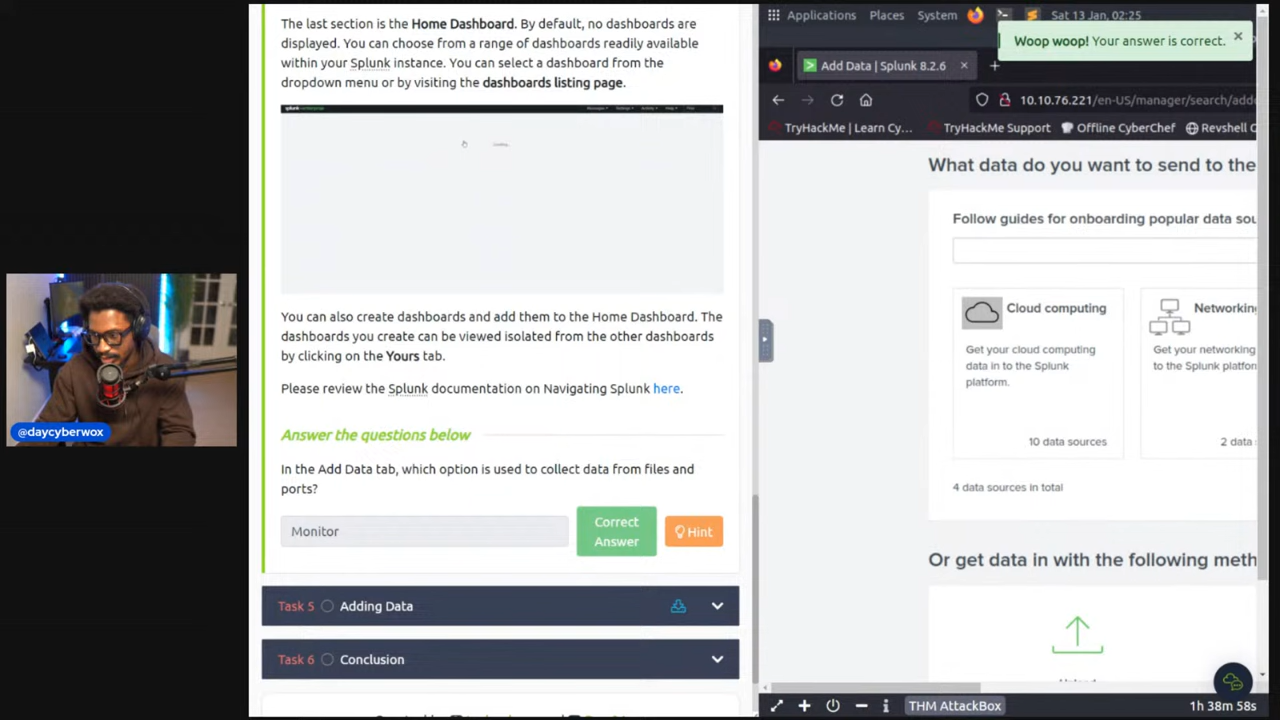 The last section is the Home Dashboard. By default, no dashboards are
displayed. You can choose from a range of dashboards readily available
within your Splunk instance. You can select a dashboard from the
dropdown menu or by visiting the dashboards listing page.
Loading...
You can also create dashboards and add them to the Home Dashboard. The
dashboards you create can be viewed isolated from the other dashboards
by clicking on the Yours tab.
Please review the Splunk documentation on Navigating Splunk here.
Answer the questions below
In the Add Data tab, which option is used to collect data from files and
ports?
Monitor
Correct
Answer
Hint
Task 5 Adding Data
Task 6 Conclusion
@daycyberwox
Applications Places System Sat 13 Jan, 02:25
Woop woop! Your answer is correct.
Add Data | Splunk 8.2.6
10.10.76.221/en-US/manager/search/add
TryHackMe | Learn Cy... TryHackMe Support Offline CyberChef Revshell
What data do you want to send to the
Follow guides for onboarding popular data sou
Cloud computing
Get your cloud computing
data in to the Splunk
platform.
10 data sources
Networking
Get your networking
to the Splunk platfor
2 data
4 data sources in total
Or get data in with the following meth
THM AttackBox
1h 38m 58s